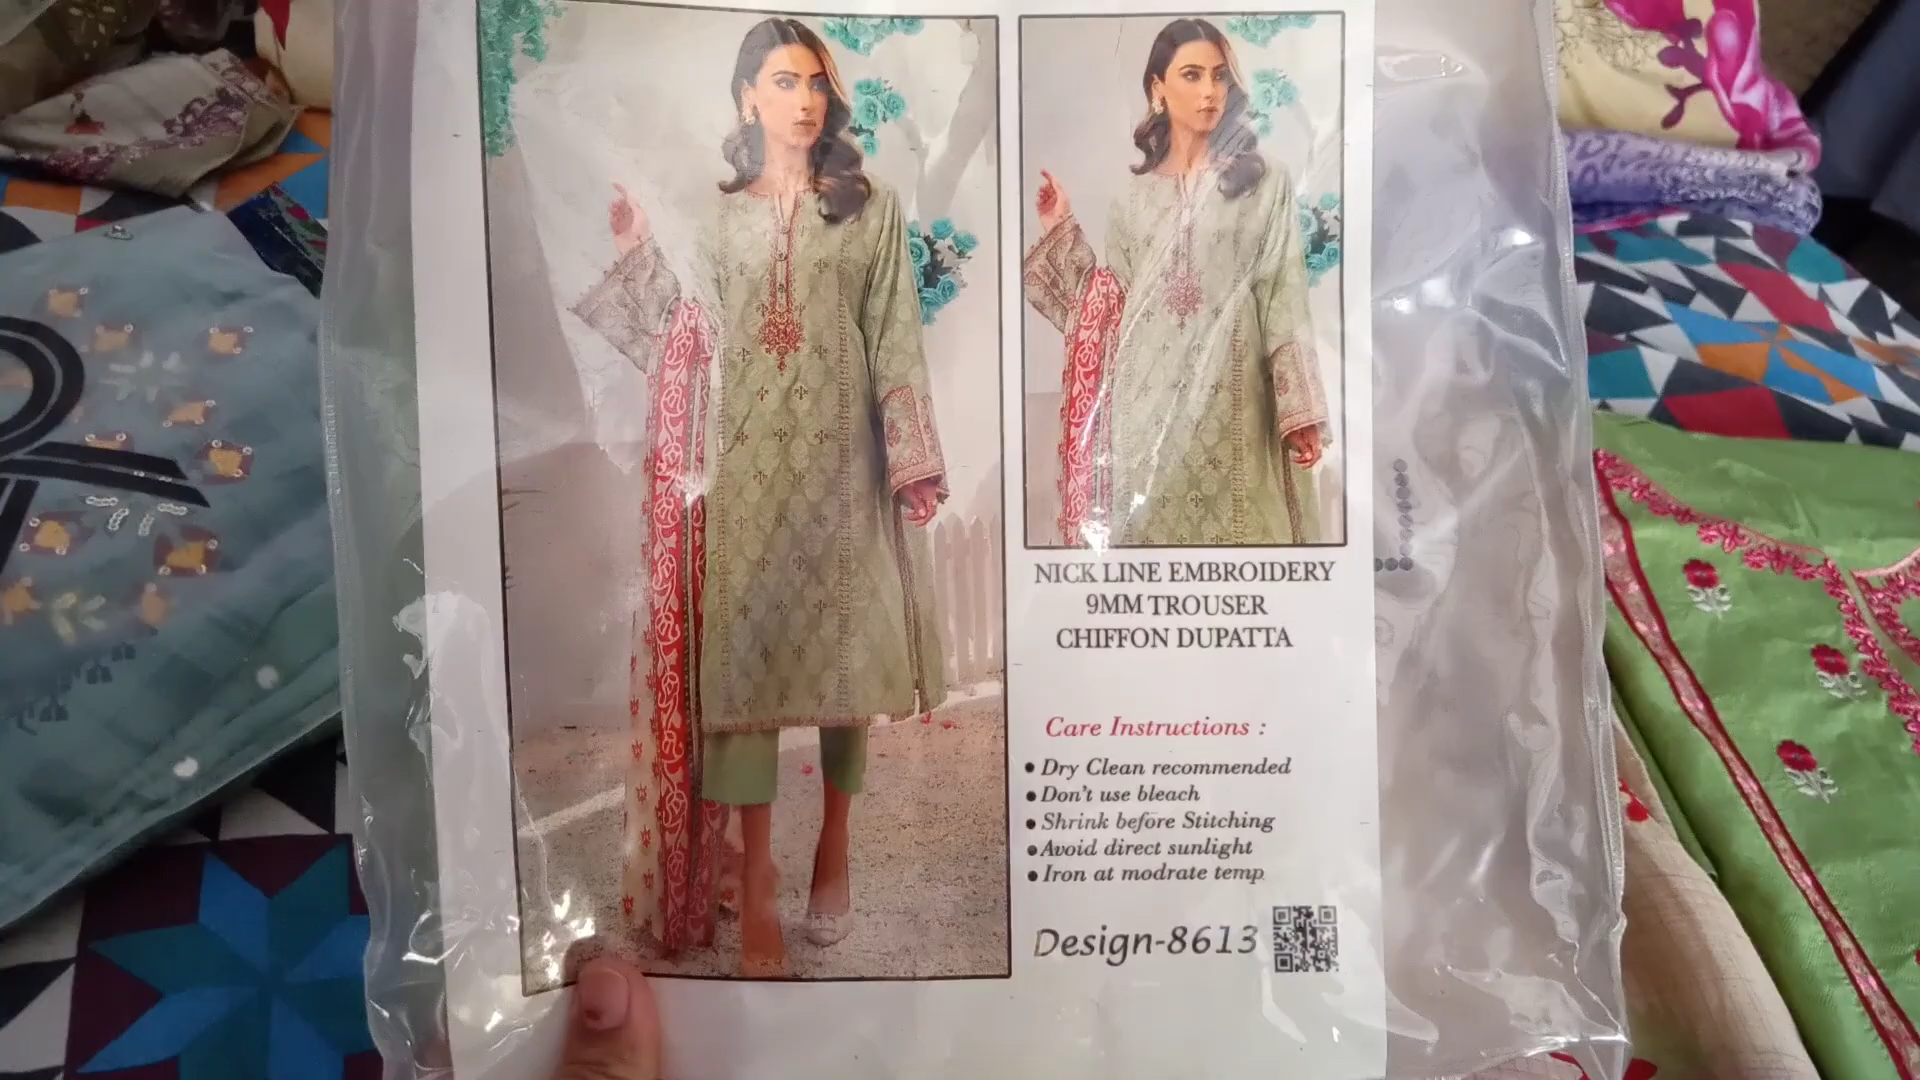 NICK LINE EMBROIDERY
9MM TROUSER
CHIFFON DUPATTA
Care Instructions :
• Dry Clean recommended
• Don't use bleach
• Shrink before Stitching
• Avoid direct sunlight
• Iron at modrate temp
Design-8613